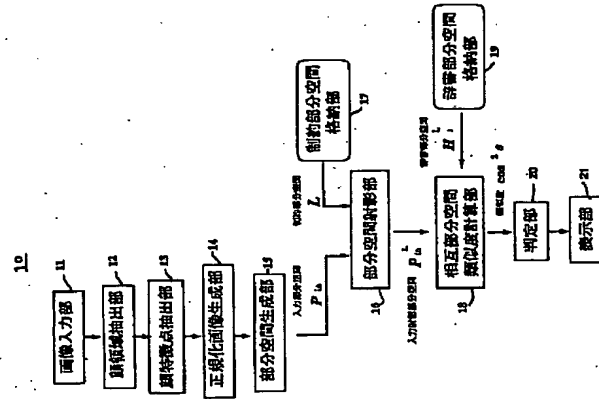 10
画像入力部
11
顔領域抽出部
12
顔特徴点抽出部
13
正規化画像生成部
14
部分空間生成部
15
入力部分空間
P in
制約部分空間
格納部
17
制約部分空間
L
部分空間射影部
16
入力射影部分空間
P in L
辞書部分空間
格納部
19
辞書部分空間
H i L
相互部分空間
類似度計算部
18
類似度 cos 2 θ
判定部
20
表示部
21